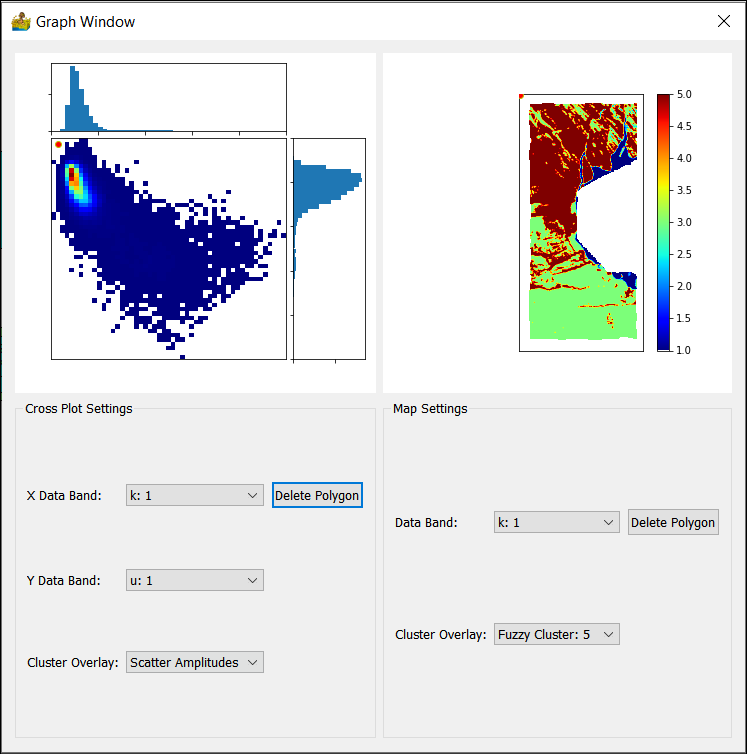 Graph Window
5.0
4.5
4.0
3.5
3.0
2.5
2.0
1.5
1.0
Cross Plot Settings
X Data Band:
k: 1
Delete Polygon
Y Data Band:
u: 1
Cluster Overlay:
Scatter Amplitudes
Map Settings
Data Band:
k: 1
Delete Polygon
Cluster Overlay:
Fuzzy Cluster: 5